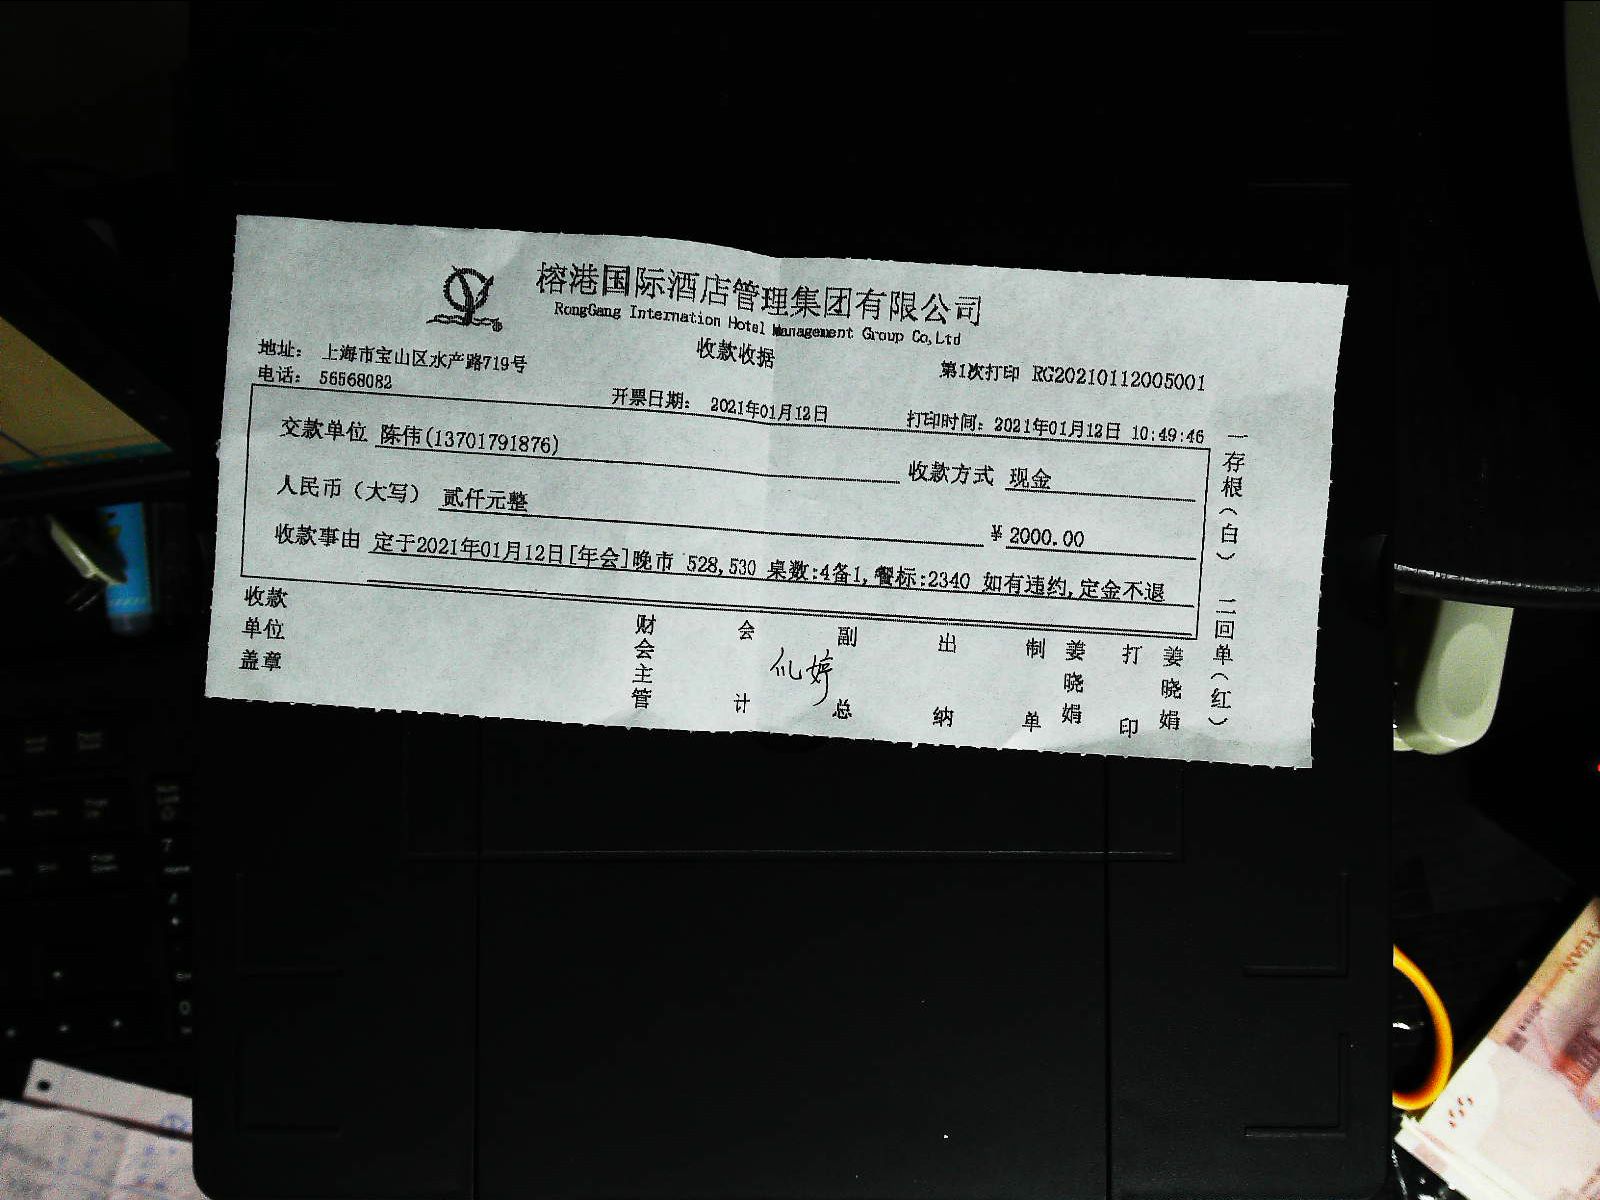 榕港国际酒店管理集团有限公司
RongGang Internation Hotel Management Group Co,Ltd
收款收据
地址： 上海市宝山区水产路719号
第1次打印 RG20210112005001
电话： 56568082
开票日期： 2021年01月12日
打印时间：2021年01月12日 10:49:46
交款单位 陈伟(13701791876)
收款方式 现金
人民币（大写） 贰仟元整
¥ 2000.00
收款事由 定于2021年01月12日[年会]晚市 528,530 桌数:4备1,餐标:2340 如有违约,定金不退
收款单位盖章
财会主管
会计
副总
出纳
制单
姜晓娟
打印
姜晓娟
一存根(白) 二回单(红)
YUAN